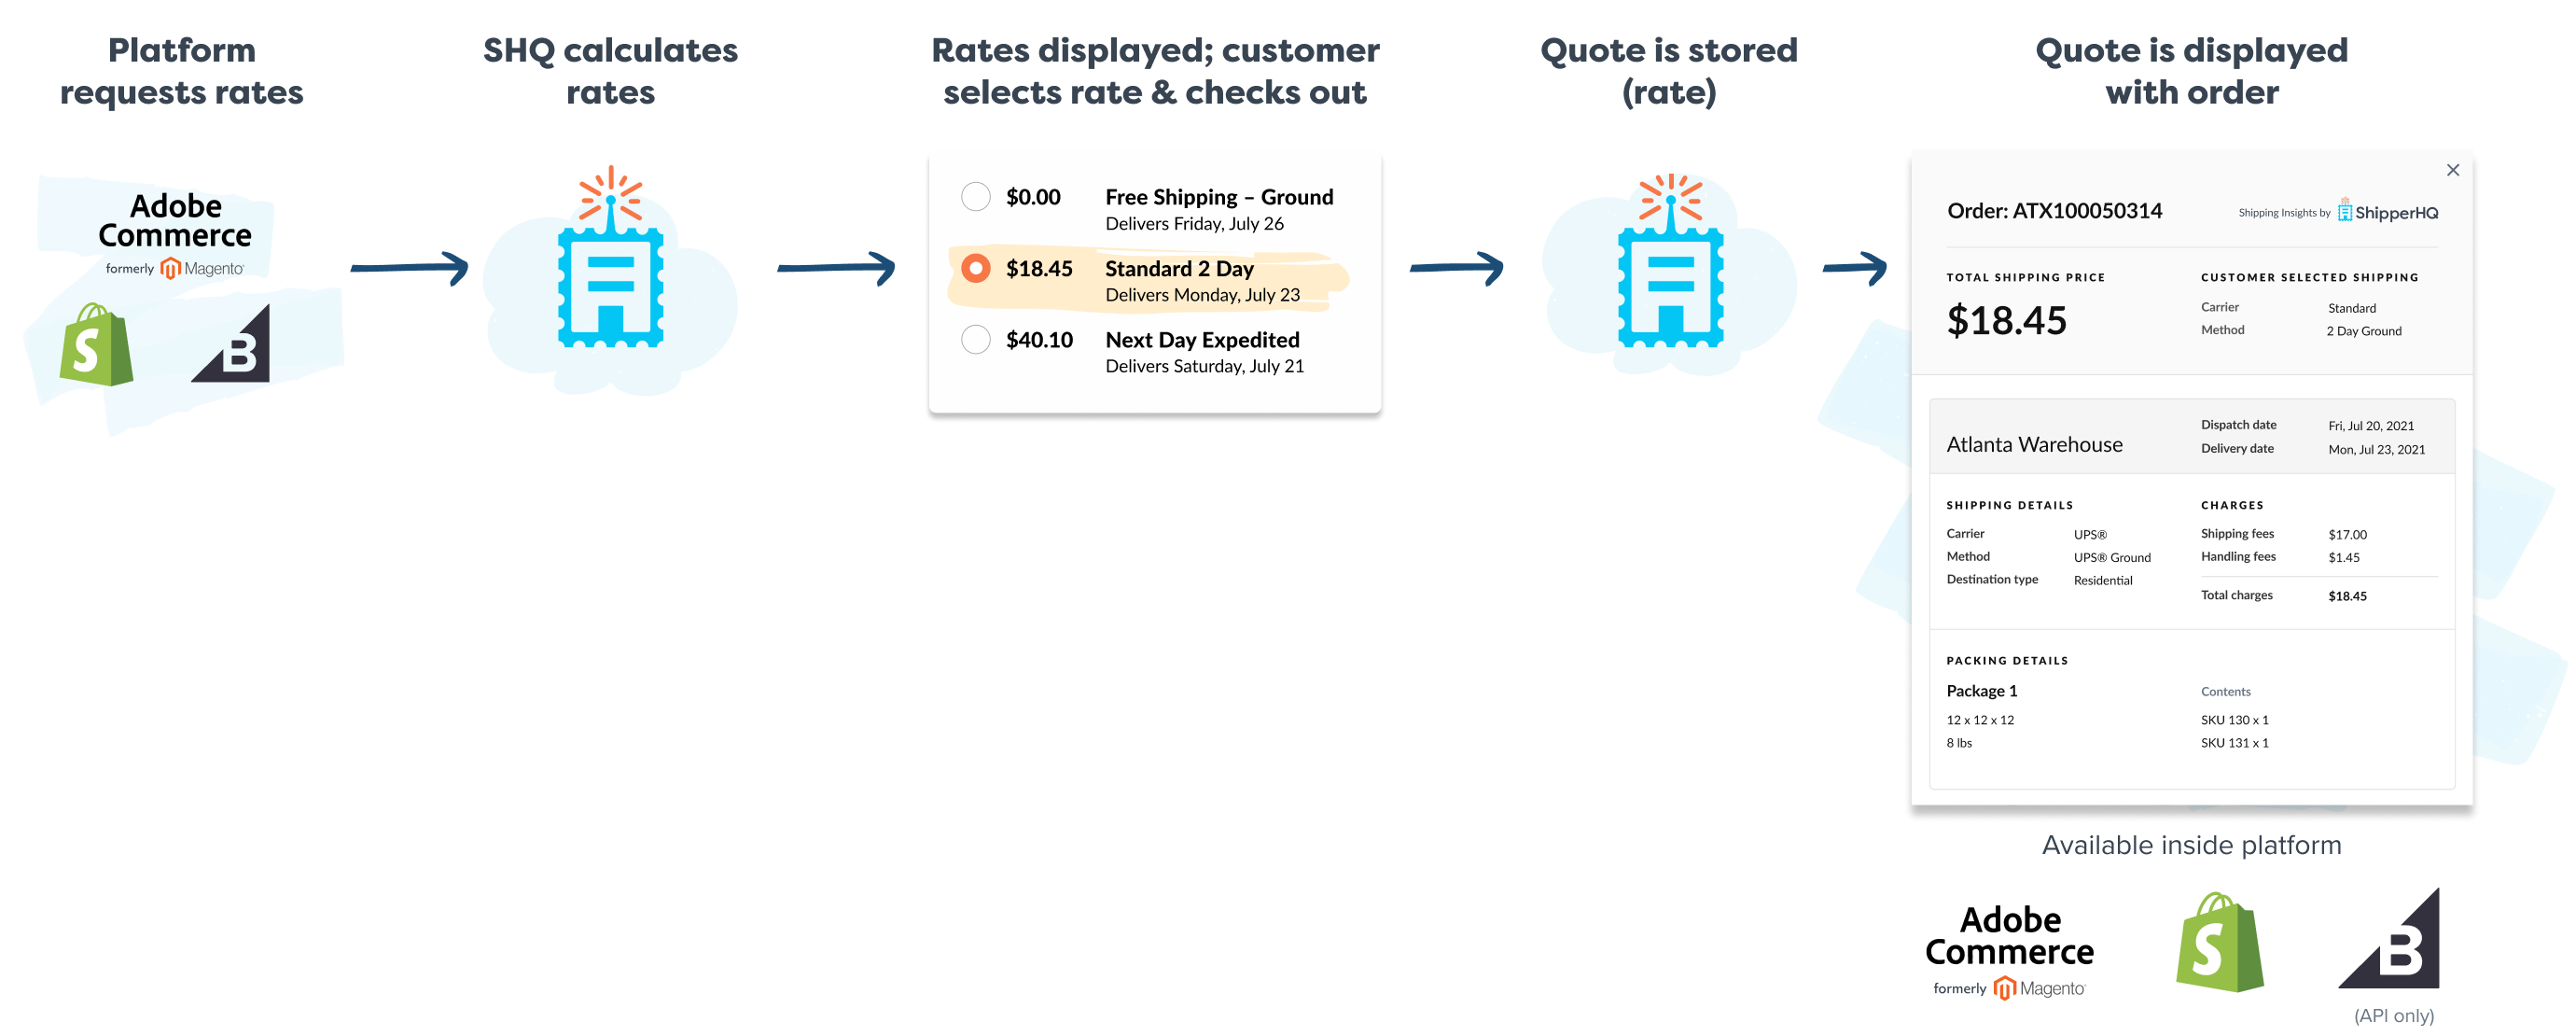 Platform
requests rates
SHQ calculates
rates
Rates displayed; customer
selects rate & checks out
Quote is stored
(rate)
Quote is displayed
with order
Adobe
Commerce
formerly Magento
S
B
$0.00 Free Shipping – Ground
Delivers Friday, July 26
$18.45 Standard 2 Day
Delivers Monday, July 23
$40.10 Next Day Expedited
Delivers Saturday, July 21
Order: ATX100050314
Shipping Insights by ShipperHQ
TOTAL SHIPPING PRICE
$18.45
CUSTOMER SELECTED SHIPPING
Carrier Standard
Method 2 Day Ground
Atlanta Warehouse
Dispatch date Fri, Jul 20, 2021
Delivery date Mon, Jul 23, 2021
SHIPPING DETAILS
Carrier UPS®
Method UPS® Ground
Destination type Residential
CHARGES
Shipping fees $17.00
Handling fees $1.45
Total charges $18.45
PACKING DETAILS
Package 1
12 x 12 x 12
8 lbs
Contents
SKU 130 x 1
SKU 131 x 1
Available inside platform
Adobe
Commerce
formerly Magento
S
B
(API only)